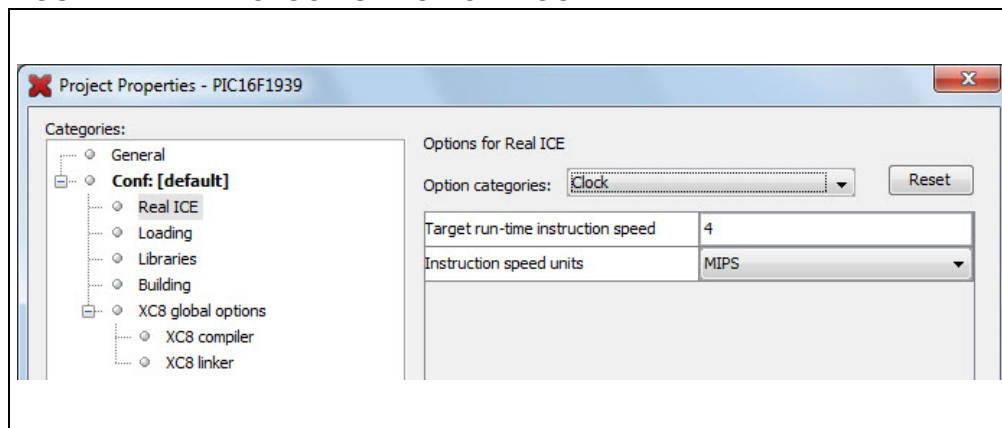 Project Properties - PIC16F1939
X
Categories:
General
Conf: [default]
Real ICE
Loading
Libraries
Building
XC8 global options
XC8 compiler
XC8 linker
Options for Real ICE
Option categories: Clock Reset
Target run-time instruction speed 4
Instruction speed units MIPS